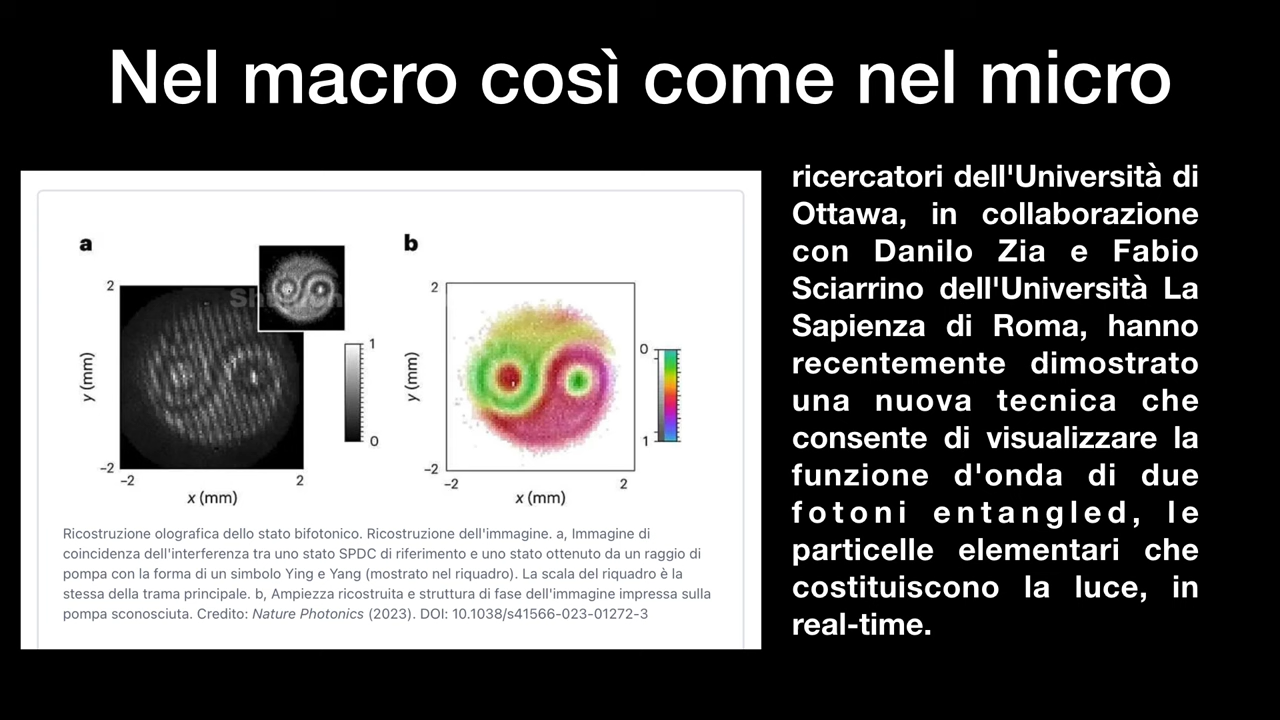 Nel macro così come nel micro
a
b
2
-2
-2
2
y (mm)
x (mm)
1
0
2
-2
-2
2
y (mm)
x (mm)
0
1
Ricostruzione olografica dello stato bifotonico. Ricostruzione dell'immagine. a, Immagine di
coincidenza dell'interferenza tra uno stato SPDC di riferimento e uno stato ottenuto da un raggio di
pompa con la forma di un simbolo Ying e Yang (mostrato nel riquadro). La scala del riquadro è la
stessa della trama principale. b, Ampiezza ricostruita e struttura di fase dell'immagine impressa sulla
pompa sconosciuta. Credito: Nature Photonics (2023). DOI: 10.1038/s41566-023-01272-3
ricercatori dell'Università di
Ottawa, in collaborazione
con Danilo Zia e Fabio
Sciarrino dell'Università La
Sapienza di Roma, hanno
recentemente dimostrato
una nuova tecnica che
consente di visualizzare la
funzione d'onda di due
fotoni entangled, le
particelle elementari che
costituiscono la luce, in
real-time.